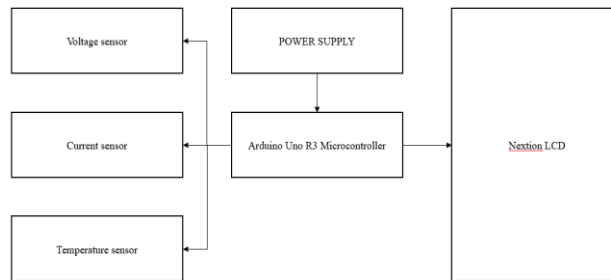 Voltage sensor
POWER SUPPLY
Current sensor
Arduino Uno R3 Microcontroller
Nextion LCD
Temperature sensor